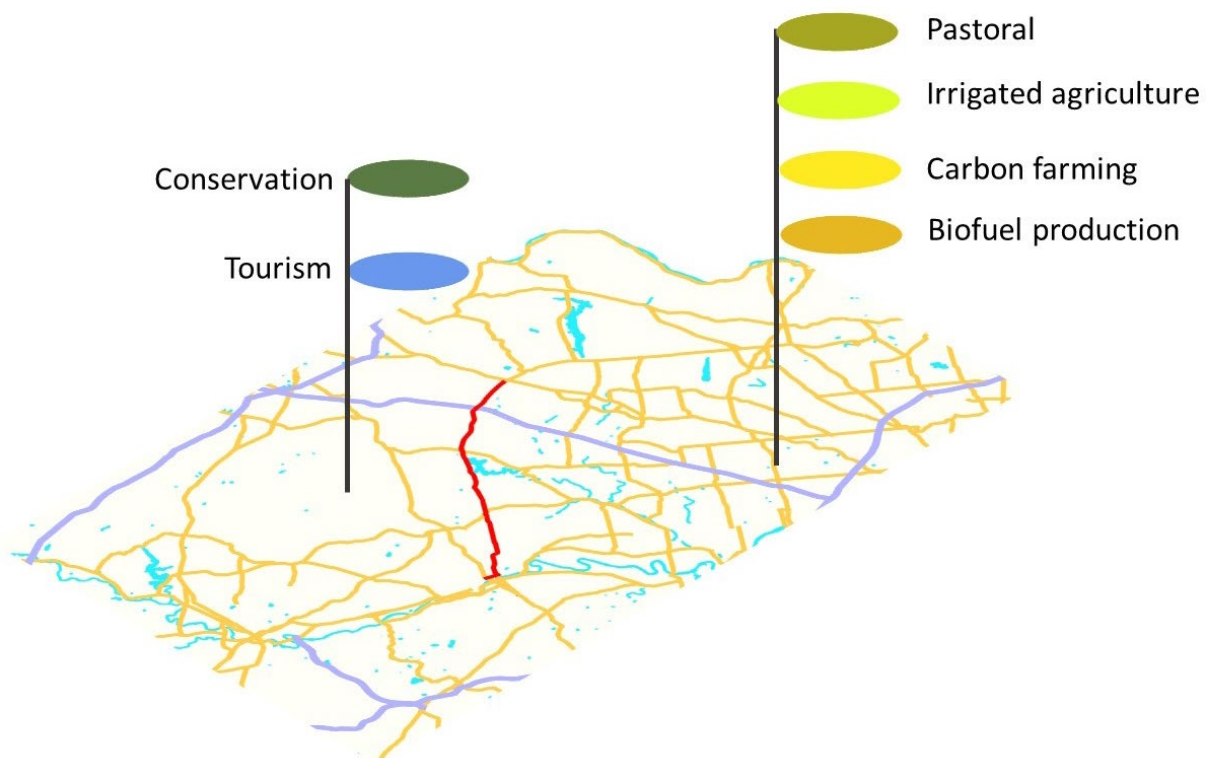 Conservation
Tourism
Pastoral
Irrigated agriculture
Carbon farming
Biofuel production